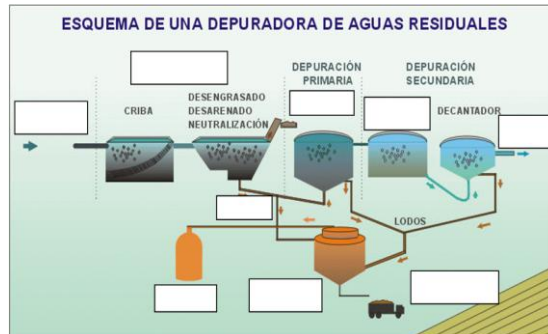 ESQUEMA DE UNA DEPURADORA DE AGUAS RESIDUALES
DEPURACIÓN
PRIMARIA
DEPURACIÓN
SECUNDARIA
CRIBA
DESENGRASADO
DESARENADO
NEUTRALIZACIÓN
DECANTADOR
LODOS